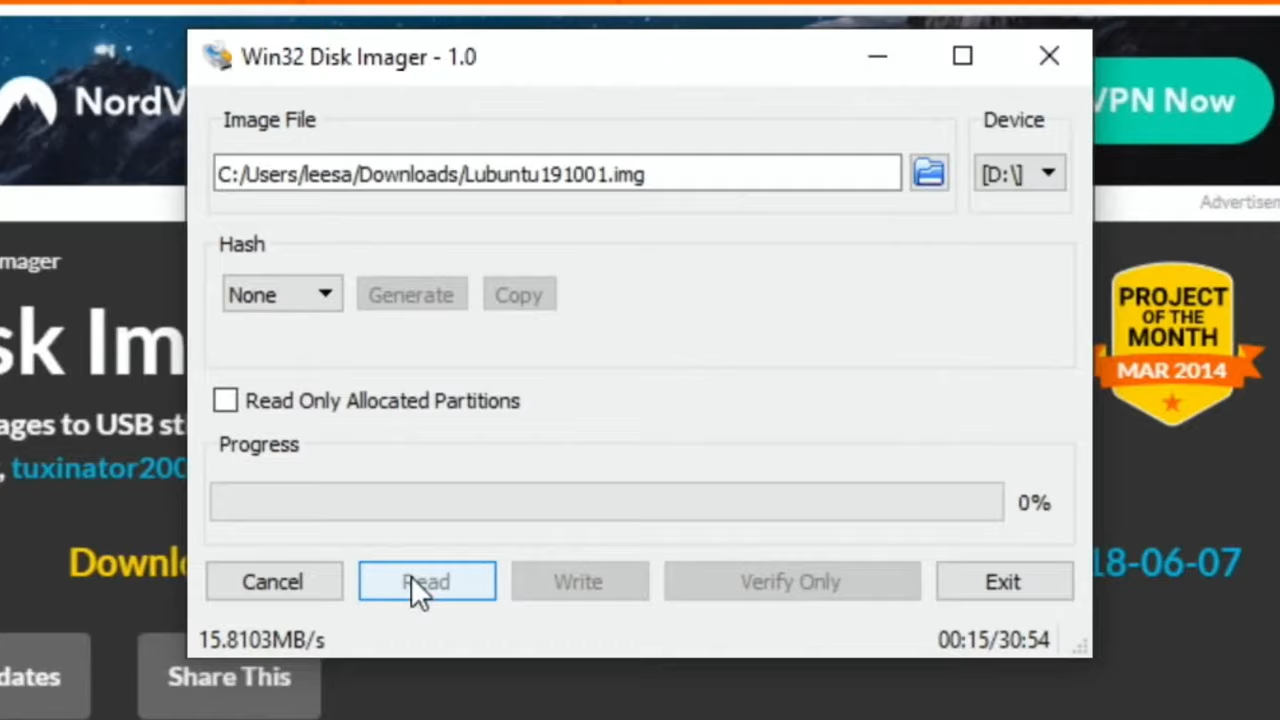 Win32 Disk Imager - 1.0
NordV
VPN Now
Image File
Device
C:/Users/leesa/Downloads/Lubuntu191001.img
[D:\]
Advertisem
Hash
mager
None
Generate
Copy
PROJECT
OF THE
MONTH
MAR 2014
sk Im
Read Only Allocated Partitions
ages to USB sti
Progress
, tuxinator200
0%
Downlo
18-06-07
Cancel
Read
Write
Verify Only
Exit
15.8103MB/s
00:15/30:54
dates
Share This